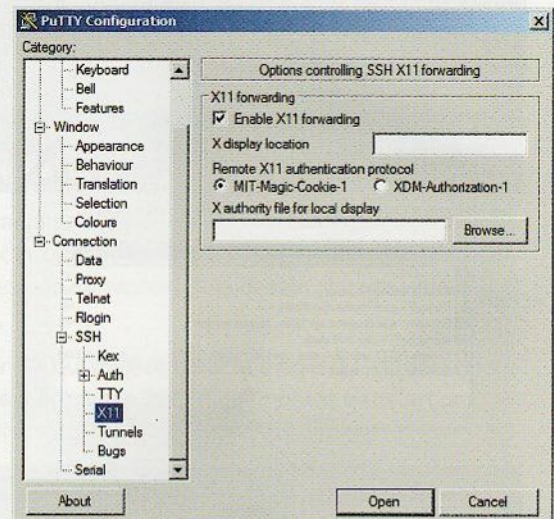 PuTTY Configuration
Category:
Keyboard
Bell
Features
Window
Appearance
Behaviour
Translation
Selection
Colours
Connection
Data
Proxy
Telnet
Rlogin
SSH
Kex
Auth
TTY
X11
Tunnels
Bugs
Serial
Options controlling SSH X11 forwarding
X11 forwarding
Enable X11 forwarding
X display location
Remote X11 authentication protocol
MIT-Magic-Cookie-1 XDM-Authorization-1
X authority file for local display
Browse...
About
Open
Cancel